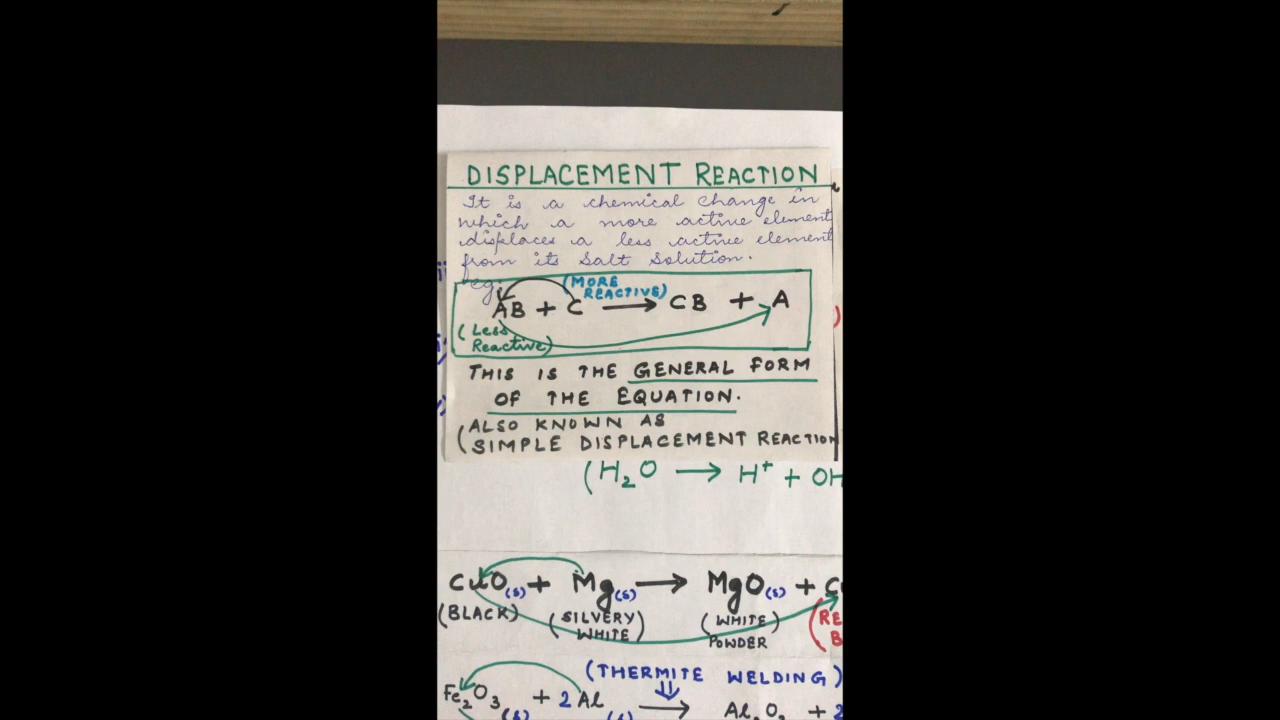 DISPLACEMENT REACTION
It is a chemical change in
which a more active element
displaces a less active element
from its salt solution.
eg:
(MORE
REACTIVE)
AB + C → CB + A
(Less
Reactive)
THIS IS THE GENERAL FORM
OF THE EQUATION.
(ALSO KNOWN AS
SIMPLE DISPLACEMENT REACTION
(H₂O → H⁺ + OH
CuO(s) + Mg(s) → MgO(s) + C
(BLACK) (SILVERY WHITE) (WHITE) POWDER (RE
B
(THERMITE WELDING)
Fe₂O₃(s) + 2Al(s) → Al₂O₃ + 2